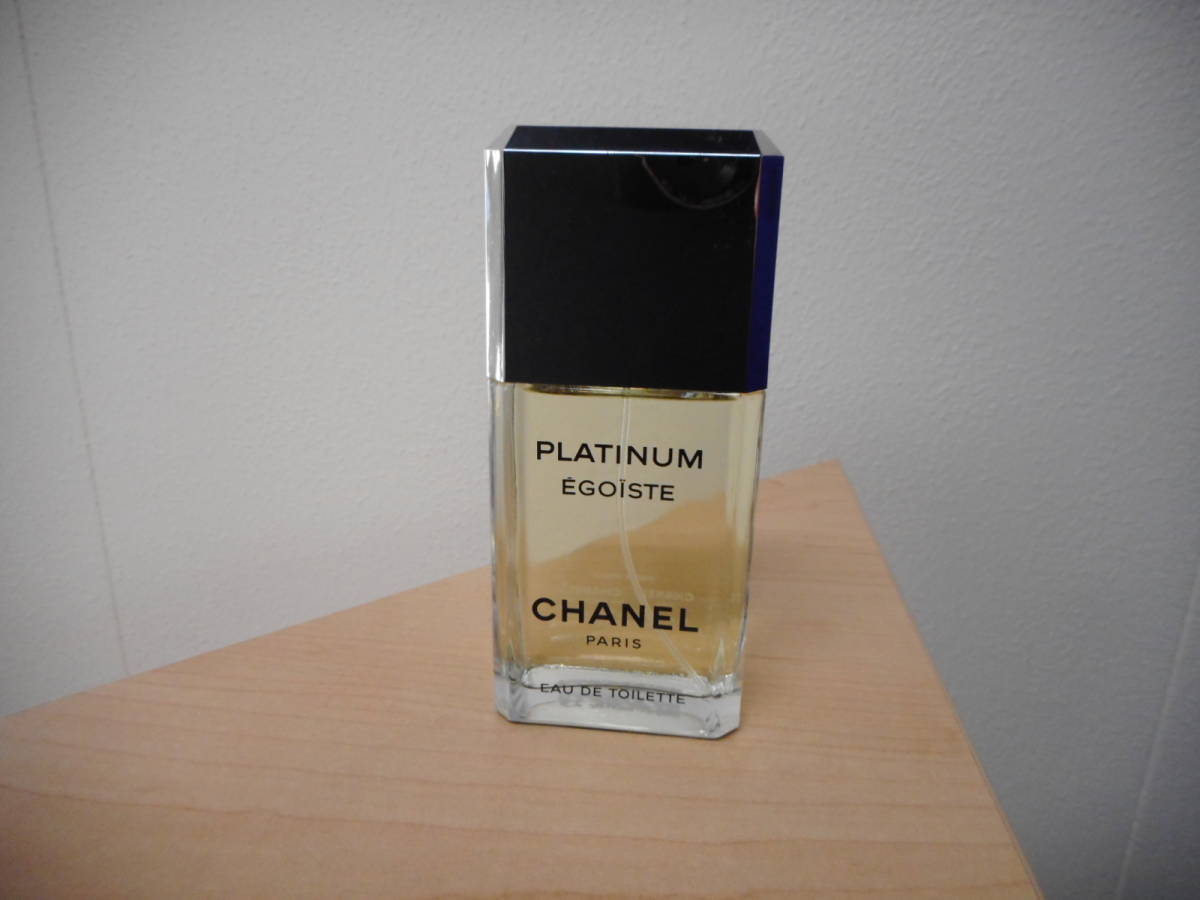 PLATINUM
ÉGOÏSTE
CHANEL
PARIS
EAU DE TOILETTE